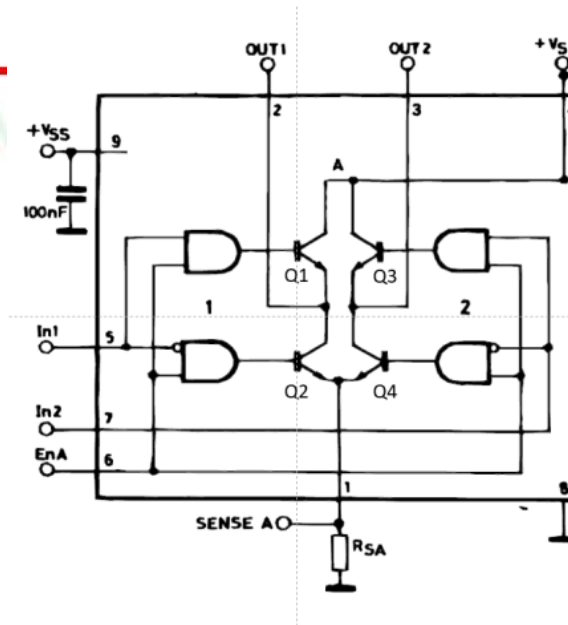 OUT1 OUT2 +VS
2 3
+VSS 9
A
100nF
Q1 Q3
1 2
In1 5
Q2 Q4
In2 7
EnA 6
1 8
SENSE A
RSA